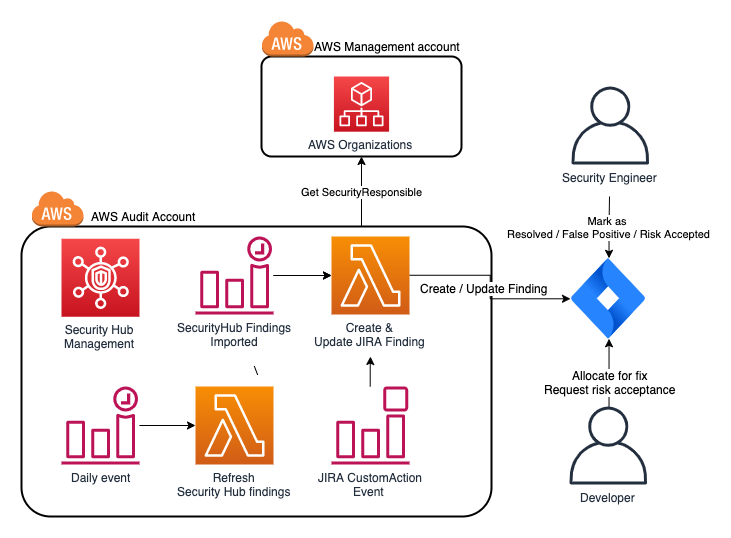 AWS
AWS Management account
AWS Organizations
Get SecurityResponsible
Security Engineer
Mark as
Resolved / False Positive / Risk Accepted
AWS
AWS Audit Account
Security Hub
Management
SecurityHub Findings
Imported
Create &
Update JIRA Finding
Create / Update Finding
\
Allocate for fix
Request risk acceptance
Daily event
Refresh
Security Hub findings
JIRA CustomAction
Event
Developer